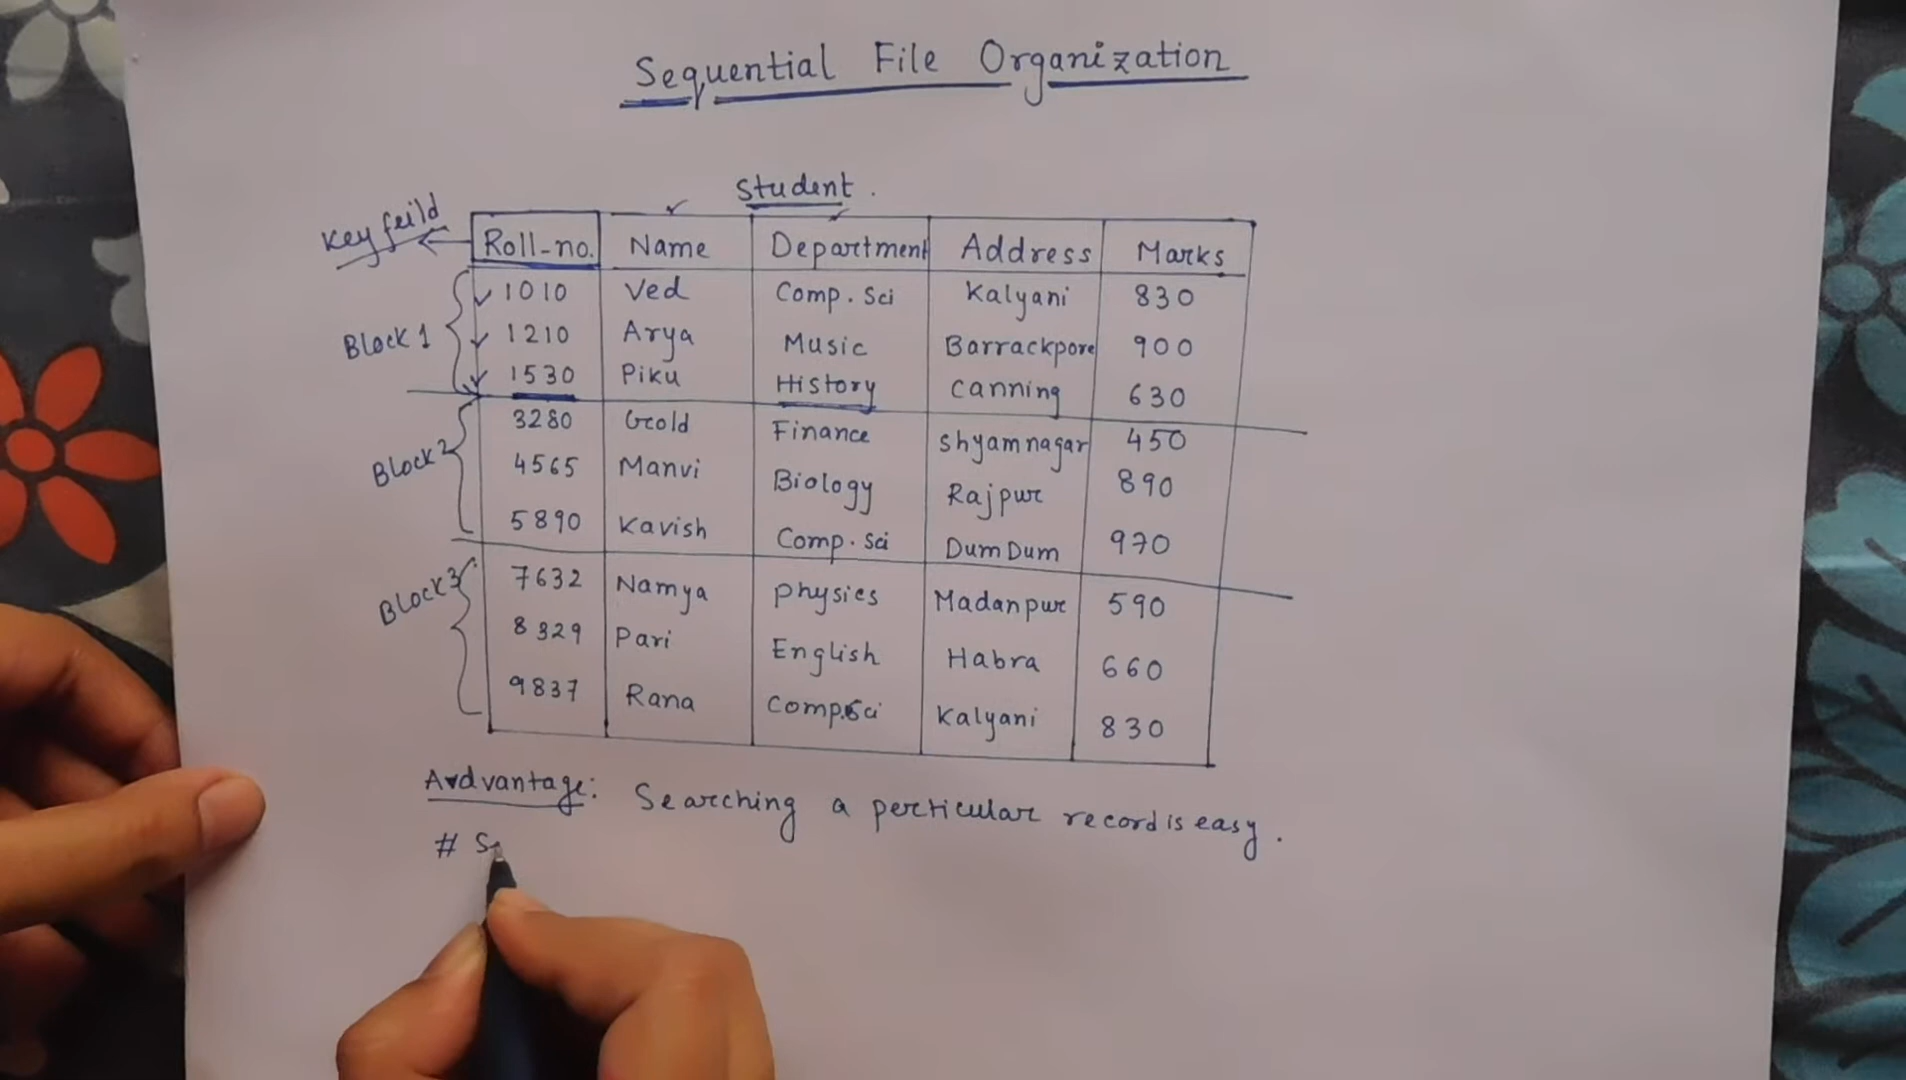 Sequential File Organization
Student.
Key feild
Roll-no. Name Department Address Marks
Block 1
1010 Ved Comp. Sci Kalyani 830
1210 Arya Music Barrackpore 900
1530 Piku History Canning 630
Block 2
3280 Gold Finance Shyamnagar 450
4565 Manvi Biology Rajpur 890
5890 Kavish Comp. Sci DumDum 970
Block 3
7632 Namya Physics Madanpur 590
8329 Pari English Habra 660
9837 Rana Comp.Sci Kalyani 830
Advantage: Searching a perticular record is easy.
# S